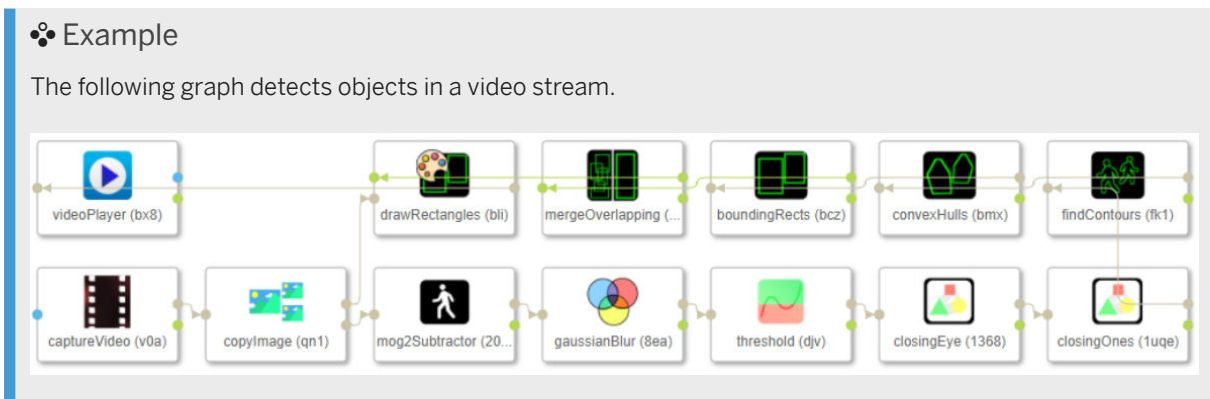 Example
The following graph detects objects in a video stream.
videoPlayer (bx8)
drawRectangles (bli)
mergeOverlapping (...
boundingRects (bcz)
convexHulls (bmx)
findContours (fk1)
captureVideo (v0a)
copyImage (qn1)
mog2Subtractor (20...
gaussianBlur (8ea)
threshold (djv)
closingEye (1368)
closingOnes (1uqe)